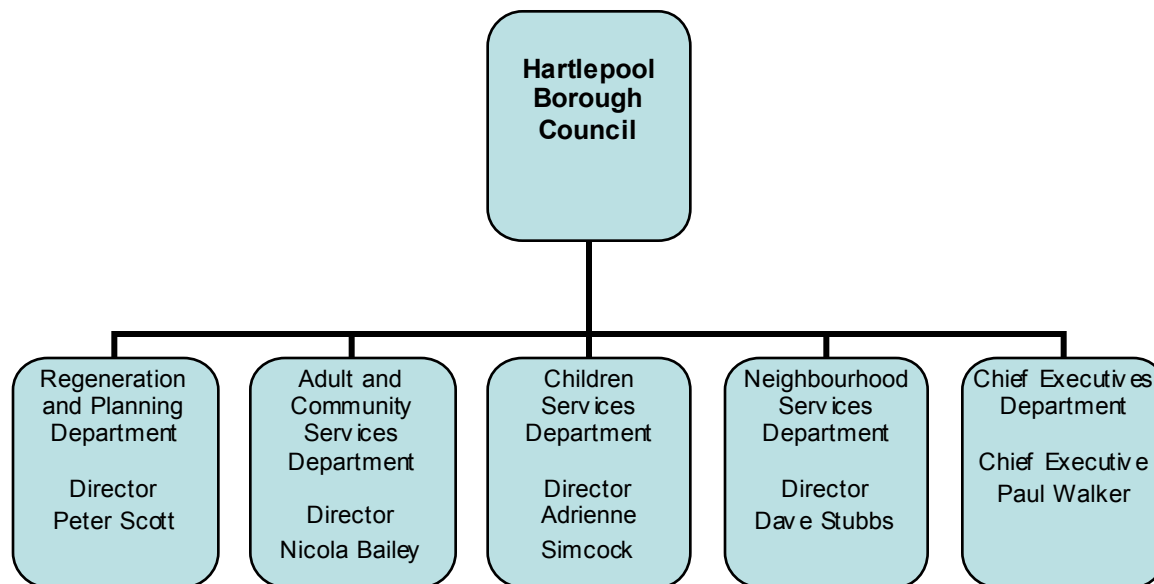 Hartlepool
Borough
Council
Regeneration
and Planning
Department
Director
Peter Scott
Adult and
Community
Services
Department
Director
Nicola Bailey
Children
Services
Department
Director
Adrienne
Simcock
Neighbourhood
Services
Department
Director
Dave Stubbs
Chief Executives
Department
Chief Executive
Paul Walker